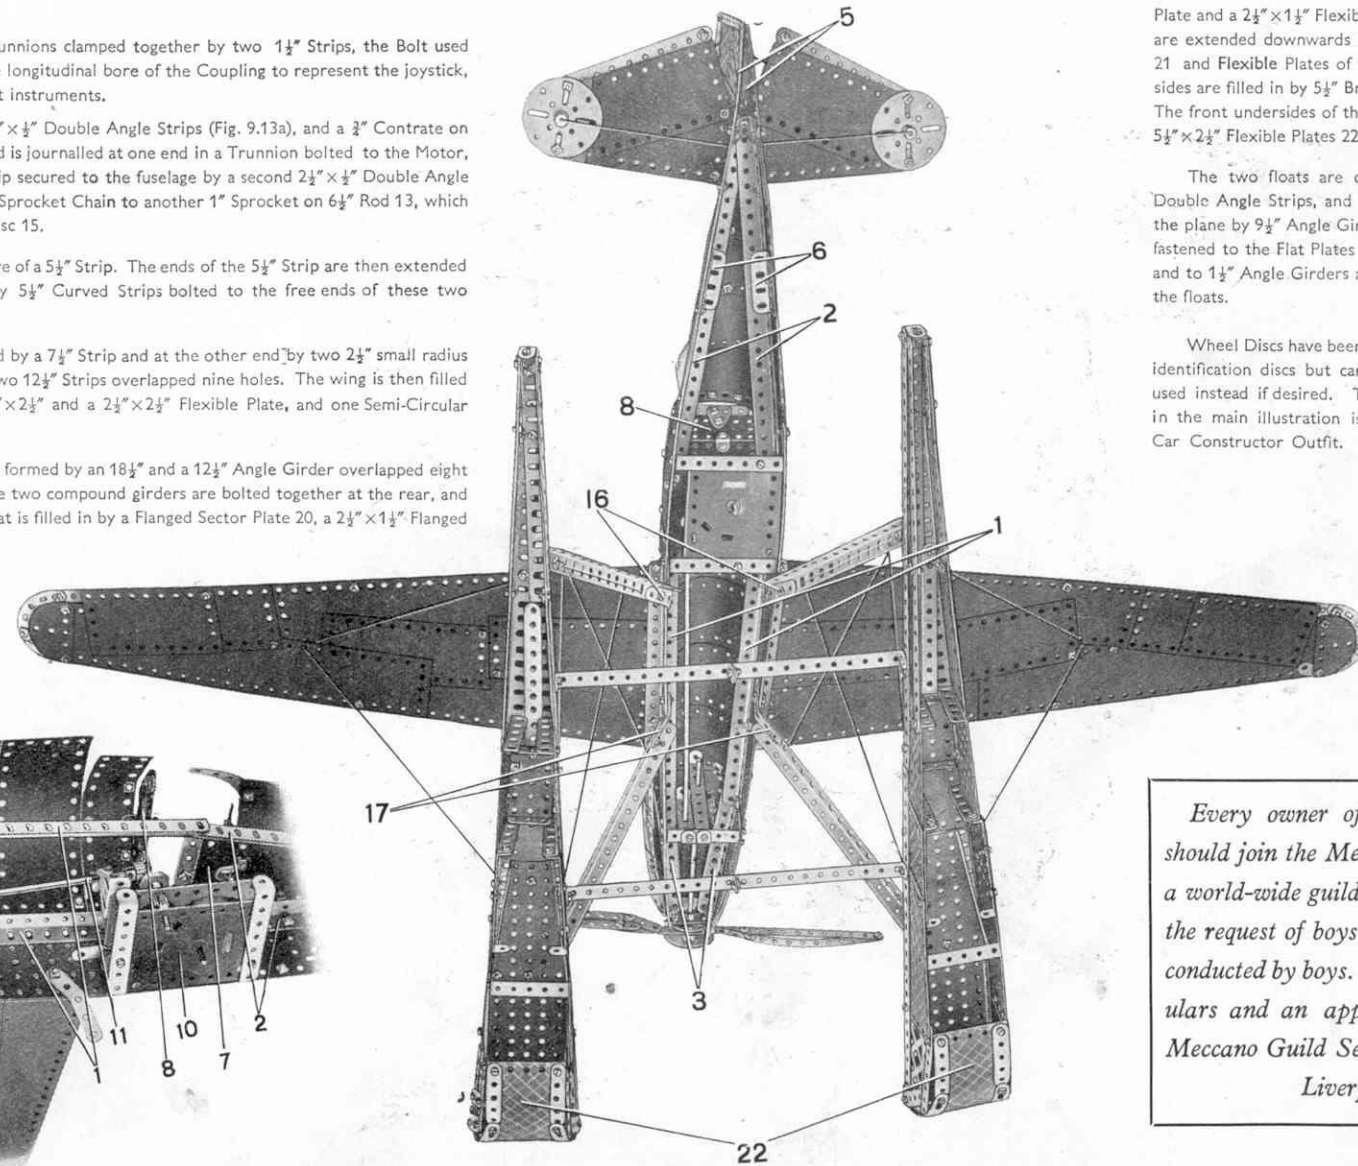 unnions clamped together by two 1½″ Strips, the Bolt used
longitudinal bore of the Coupling to represent the joystick,
t instruments.
″×½″ Double Angle Strips (Fig. 9.13a), and a ¾″ Contrate on
d is journalled at one end in a Trunnion bolted to the Motor,
ip secured to the fuselage by a second 2½″×½″ Double Angle
Sprocket Chain to another 1″ Sprocket on 6½″ Rod 13, which
sc 15.
re of a 5½″ Strip. The ends of the 5½″ Strip are then extended
y 5½″ Curved Strips bolted to the free ends of these two
d by a 7½″ Strip and at the other end by two 2½″ small radius
wo 12½″ Strips overlapped nine holes. The wing is then filled
″×2½″ and a 2½″×2½″ Flexible Plate, and one Semi-Circular
formed by an 18½″ and a 12½″ Angle Girder overlapped eight
e two compound girders are bolted together at the rear, and
at is filled in by a Flanged Sector Plate 20, a 2½″×1½″ Flanged
Plate and a 2½″×1½″ Flexib
are extended downwards
21 and Flexible Plates of
sides are filled in by 5½″ Br
The front undersides of th
5½″×2½″ Flexible Plates 22
The two floats are c
Double Angle Strips, and
the plane by 9½″ Angle Gir
fastened to the Flat Plates
and to 1½″ Angle Girders a
the floats.
Wheel Discs have been
identification discs but car
used instead if desired. T
in the main illustration is
Car Constructor Outfit.
5
6
2
8
16
1
17
3
22
11
10
2
7
8
1
Every owner of
should join the Me
a world-wide guild
the request of boys
conducted by boys.
ulars and an app
Meccano Guild Se
Liverp